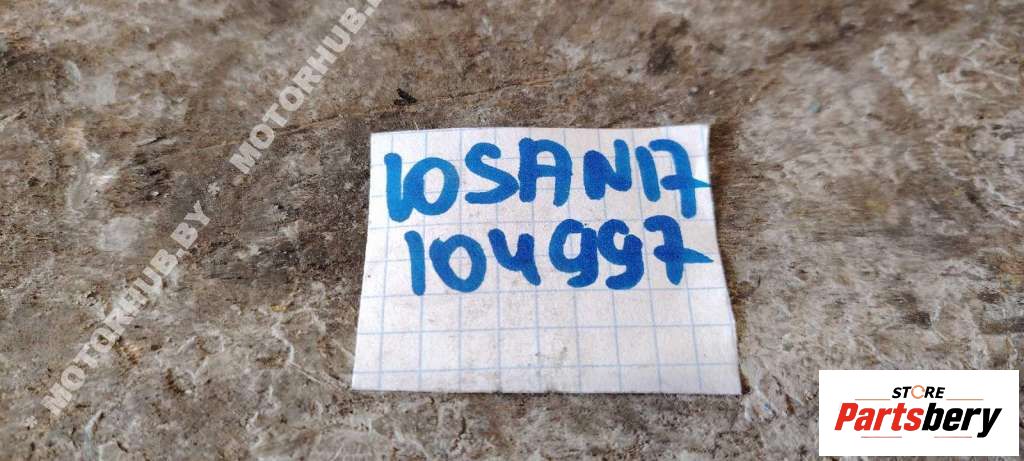 MOTORHUB.BY MOTORHUB.BY
10SAN17
104997
STORE
Partsbery